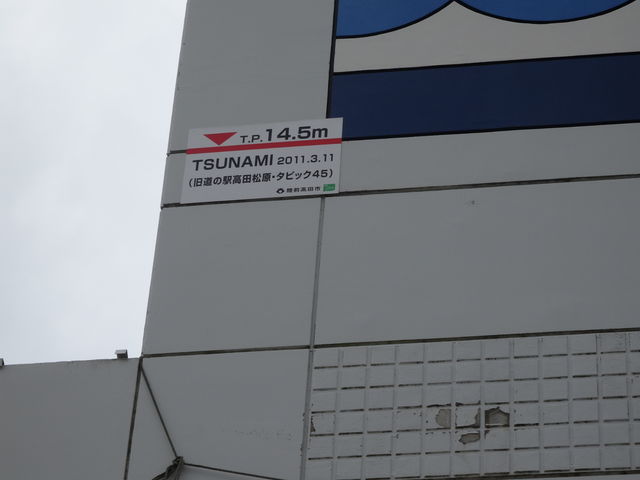 T.P.14.5m
TSUNAMI 2011.3.11
(旧道の駅高田松原・タピック45)
陸前高田市